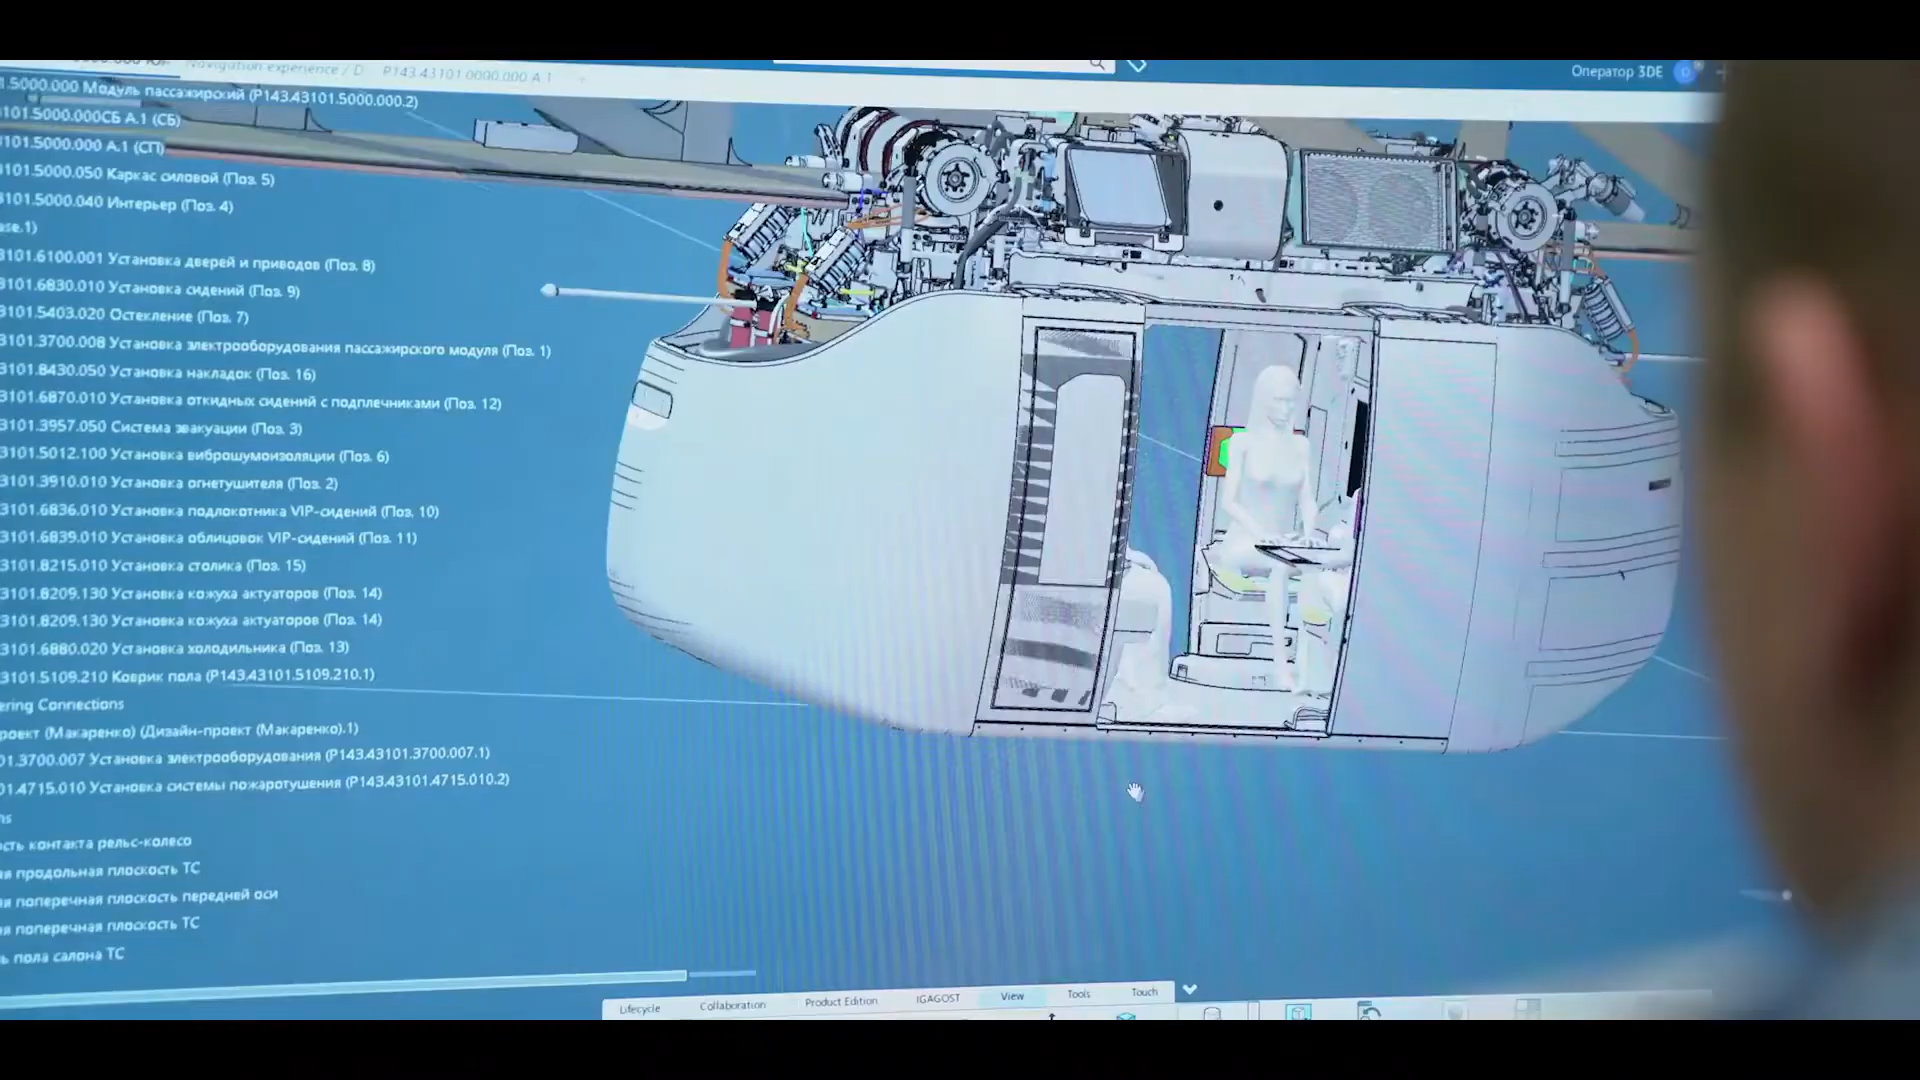 Navigation experience / D P143.43101.0000.000 A.1
Оператор 3DE
1.5000.000 Модуль пассажирский (P143.43101.5000.000.2)
3101.5000.000СБ А.1 (СБ)
3101.5000.000 А.1 (СП)
3101.5000.050 Каркас силовой (Поз. 5)
3101.5000.040 Интерьер (Поз. 4)
ase.1)
3101.6100.001 Установка дверей и приводов (Поз. 8)
3101.6830.010 Установка сидений (Поз. 9)
3101.5403.020 Остекление (Поз. 7)
3101.3700.008 Установка электрооборудования пассажирского модуля (Поз. 1)
3101.8430.050 Установка накладок (Поз. 16)
3101.6870.010 Установка откидных сидений с подплечниками (Поз. 12)
3101.3957.050 Система эвакуации (Поз. 3)
3101.5012.100 Установка виброшумоизоляции (Поз. 6)
3101.3910.010 Установка огнетушителя (Поз. 2)
3101.6836.010 Установка подлокотника VIP-сидений (Поз. 10)
3101.6839.010 Установка облицовок VIP-сидений (Поз. 11)
3101.8215.010 Установка столика (Поз. 15)
3101.8209.130 Установка кожуха актуаторов (Поз. 14)
3101.8209.130 Установка кожуха актуаторов (Поз. 14)
3101.6880.020 Установка холодильника (Поз. 13)
3101.5109.210 Коврик пола (P143.43101.5109.210.1)
ering Connections
роект (Макаренко) (Дизайн-проект (Макаренко).1)
01.3700.007 Установка электрооборудования (P143.43101.3700.007.1)
01.4715.010 Установка системы пожаротушения (P143.43101.4715.010.2)
ns
сть контакта рельс-колесо
ая продольная плоскость ТС
ая поперечная плоскость передней оси
ая поперечная плоскость ТС
ь пола салона ТС
Lifecycle Collaboration Product Edition IGAGOST View Tools Touch